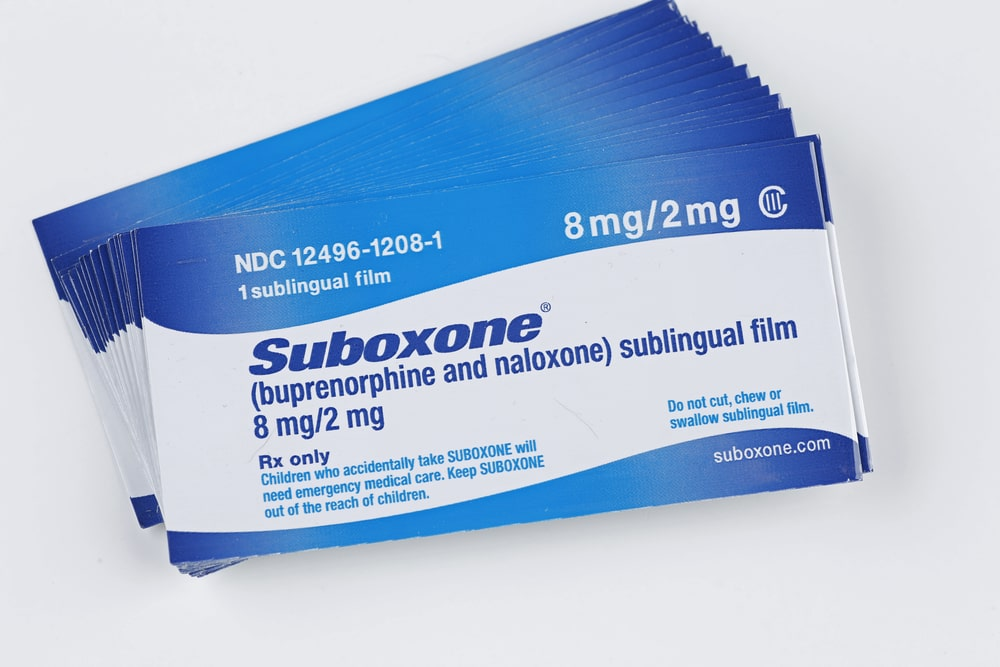 NDC 12496-1208-1
1 sublingual film
8 mg/2 mg CIII
Suboxone®
(buprenorphine and naloxone) sublingual film
8 mg/2 mg
Rx only
Children who accidentally take SUBOXONE will
need emergency medical care. Keep SUBOXONE
out of the reach of children.
Do not cut, chew or
swallow sublingual film.
suboxone.com